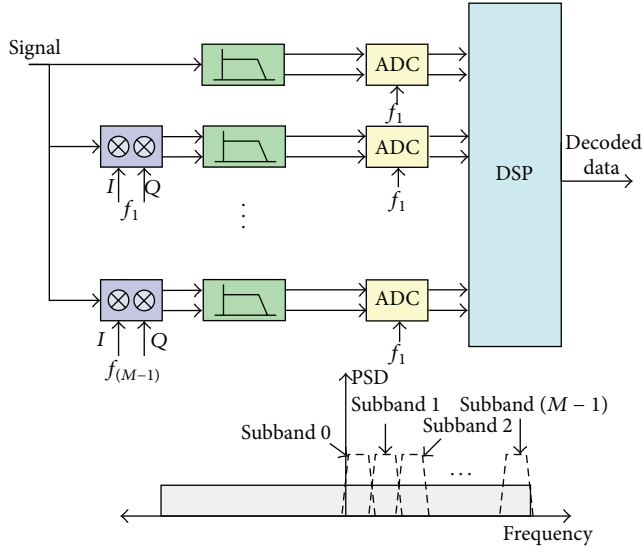 Signal
ADC
f₁
ADC
I
Q
f₁
f₁
⋮
DSP
Decoded
data
ADC
I
Q
f₍M−1₎
f₁
PSD
Subband 0
Subband 1
Subband 2
Subband (M − 1)
...
Frequency